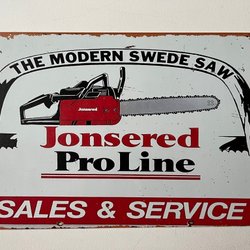 THE MODERN SWEDE SAW
Jonsered
Jonsered
ProLine
SALES & SERVICE